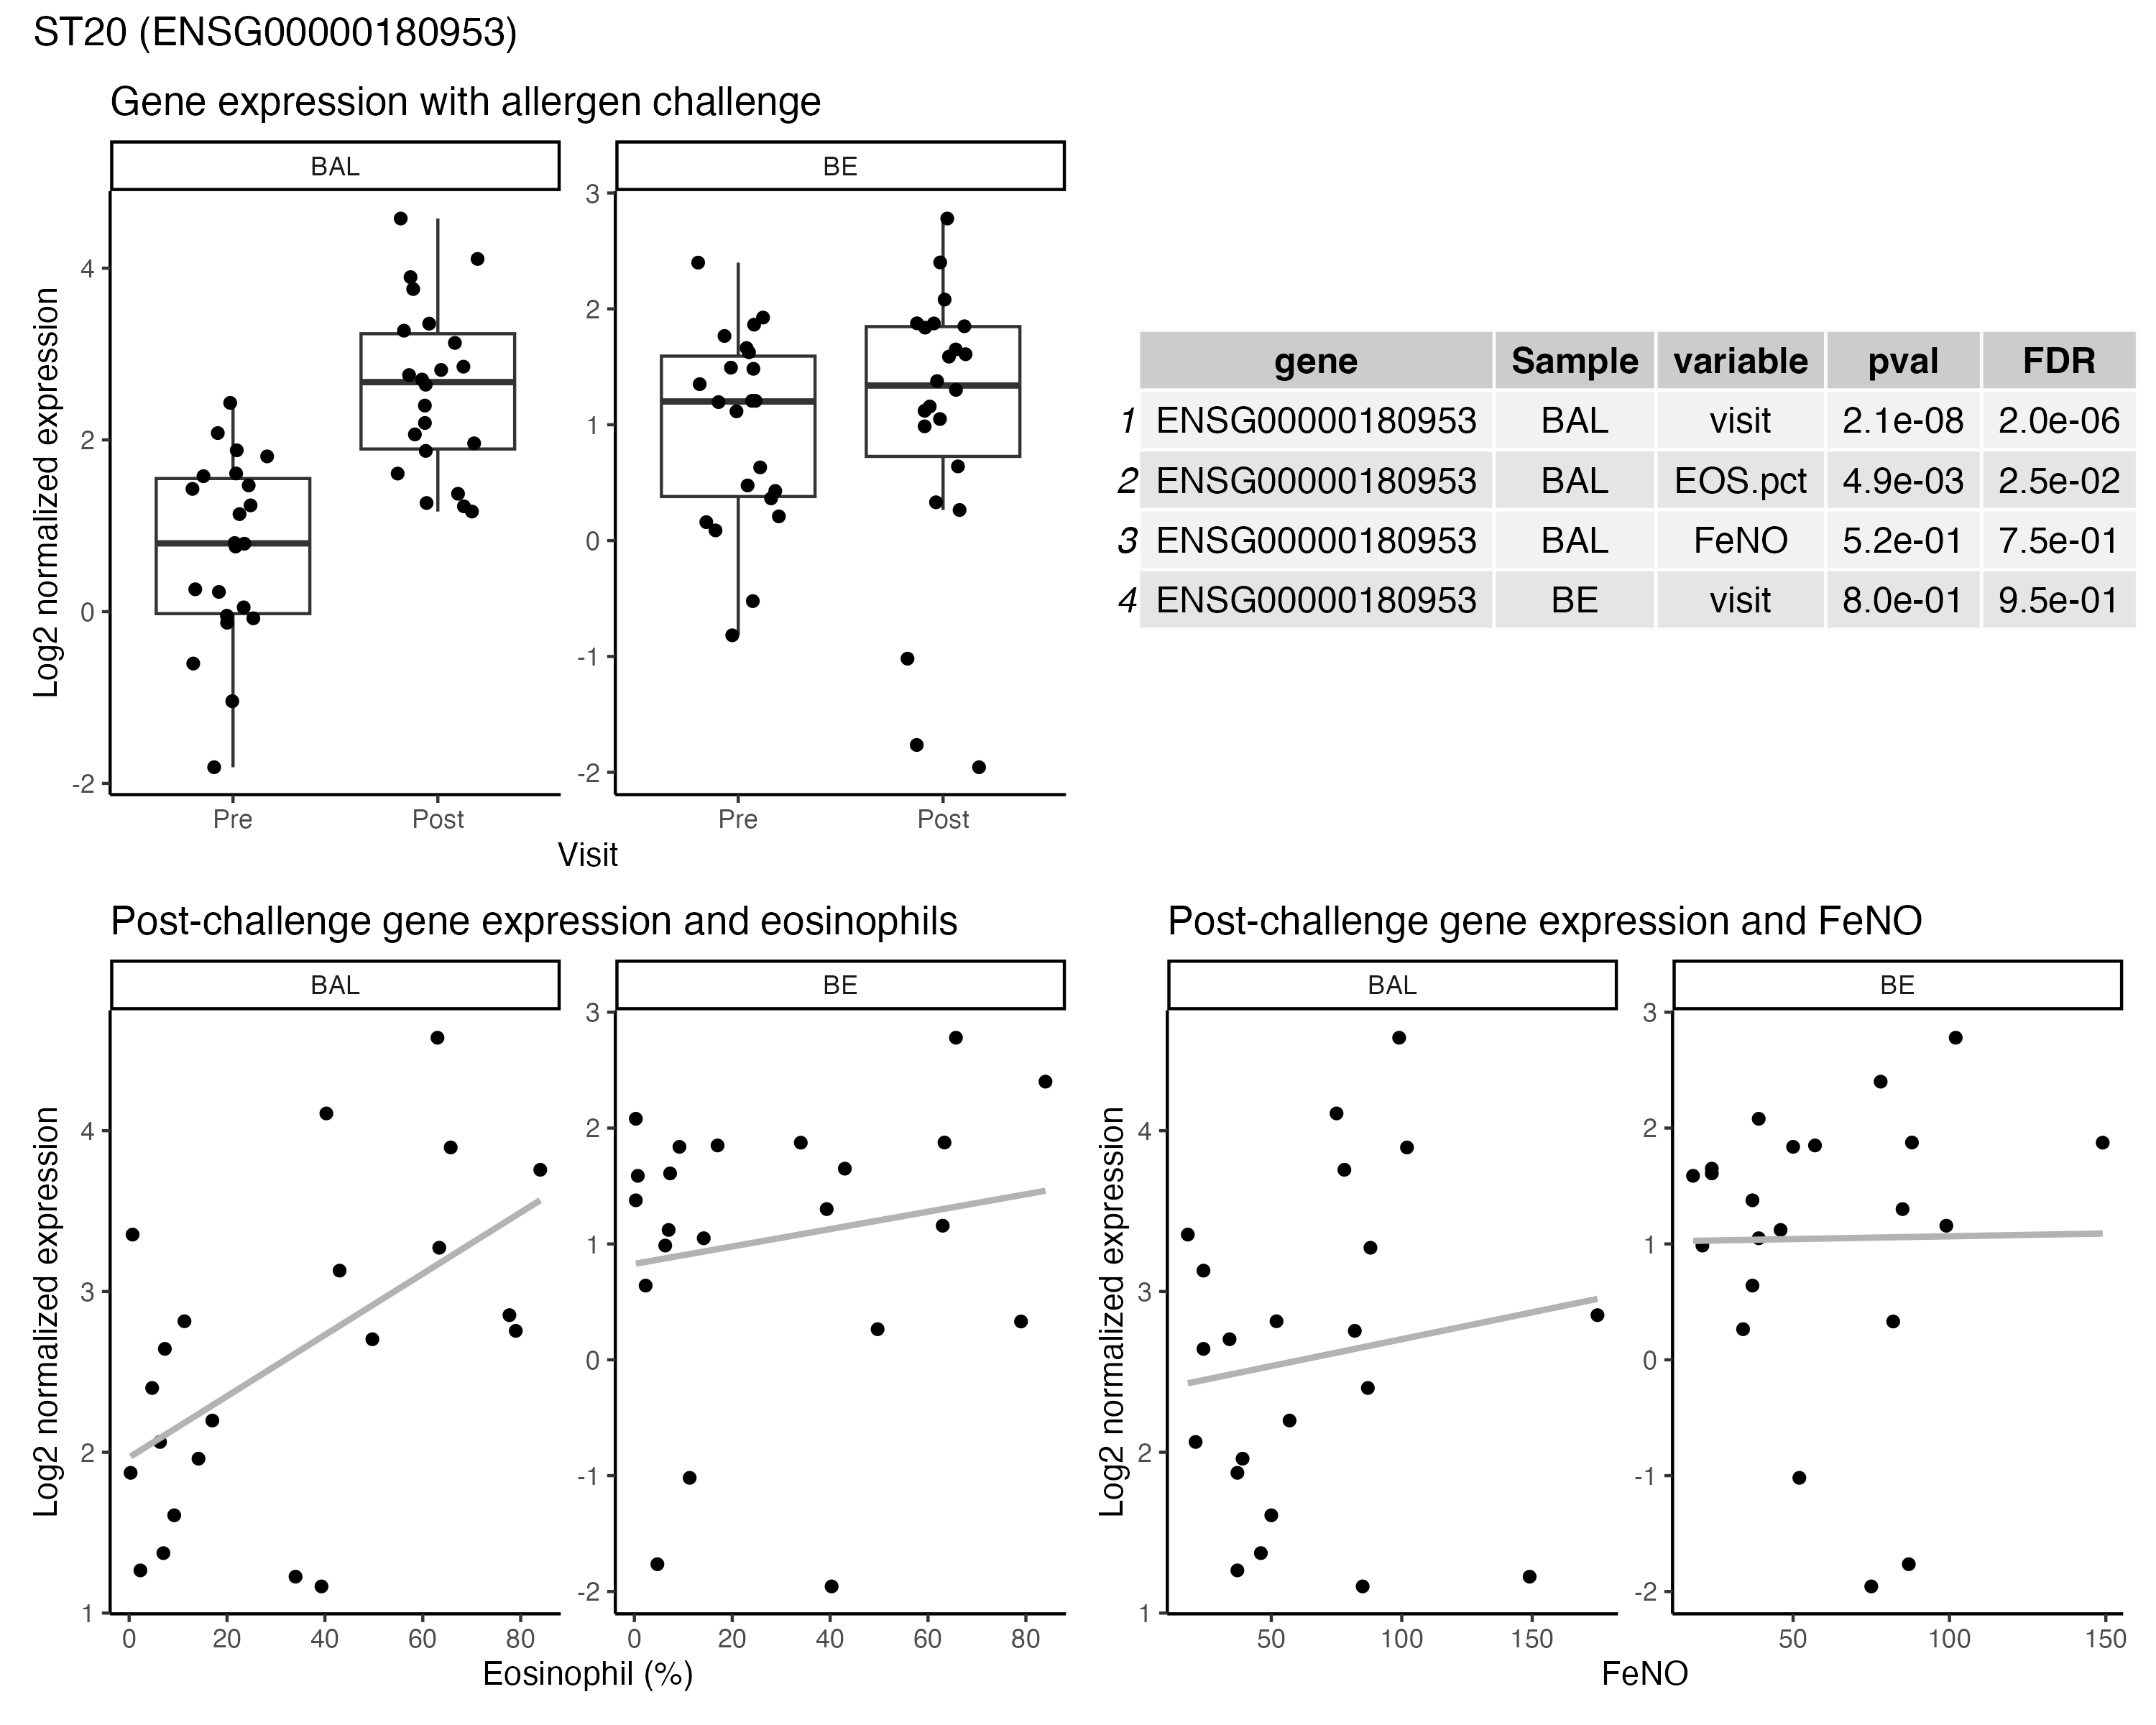 ST20 (ENSG00000180953)
Gene expression with allergen challenge
BAL
BE
Log2 normalized expression
4
2
0
-2
3
2
1
0
-1
-2
Pre
Post
Pre
Post
Visit
gene Sample variable pval FDR
1 ENSG00000180953 BAL visit 2.1e-08 2.0e-06
2 ENSG00000180953 BAL EOS.pct 4.9e-03 2.5e-02
3 ENSG00000180953 BAL FeNO 5.2e-01 7.5e-01
4 ENSG00000180953 BE visit 8.0e-01 9.5e-01
Post-challenge gene expression and eosinophils
BAL
BE
Log2 normalized expression
4
3
2
1
3
2
1
0
-1
-2
0 20 40 60 80
0 20 40 60 80
Eosinophil (%)
Post-challenge gene expression and FeNO
BAL
BE
Log2 normalized expression
4
3
2
1
3
2
1
0
-1
-2
50 100 150
50 100 150
FeNO